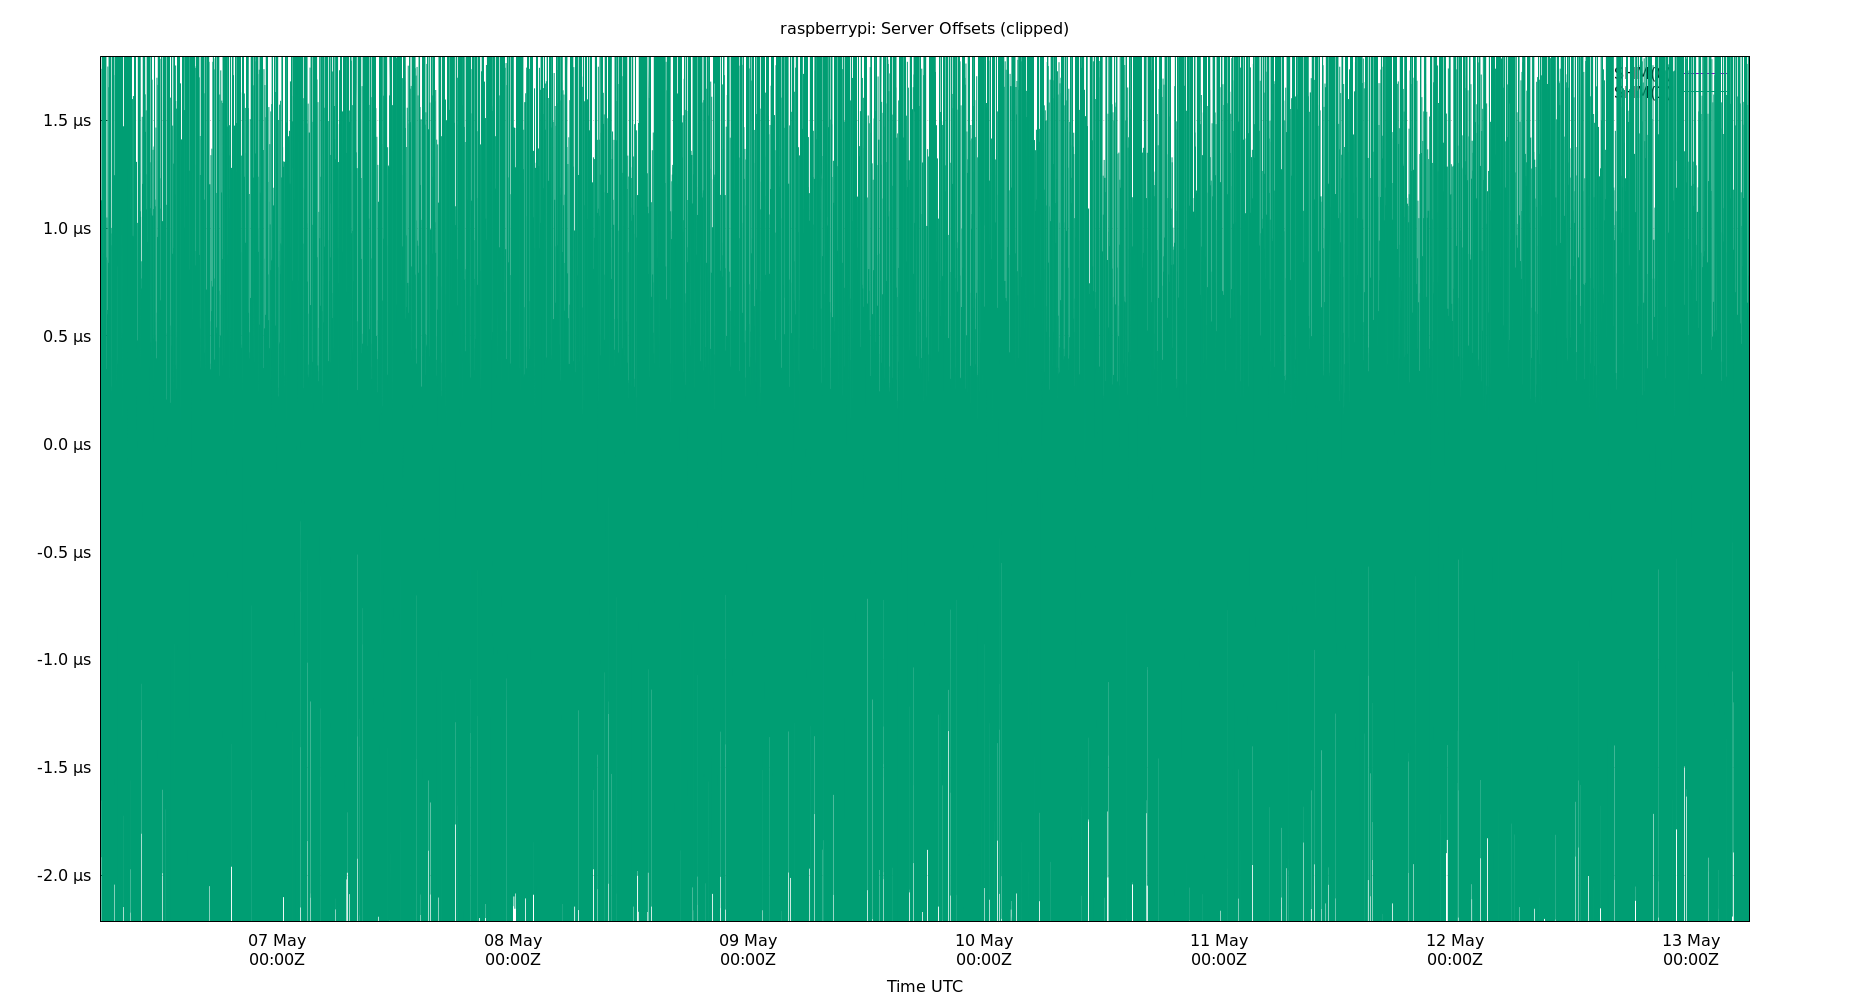 raspberrypi: Server Offsets (clipped)
SHM(
SHM(
1.5 µs
1.0 µs
0.5 µs
0.0 µs
-0.5 µs
-1.0 µs
-1.5 µs
-2.0 µs
07 May 08 May 09 May 10 May 11 May 12 May 13 May
00:00Z 00:00Z 00:00Z 00:00Z 00:00Z 00:00Z 00:00Z
Time UTC